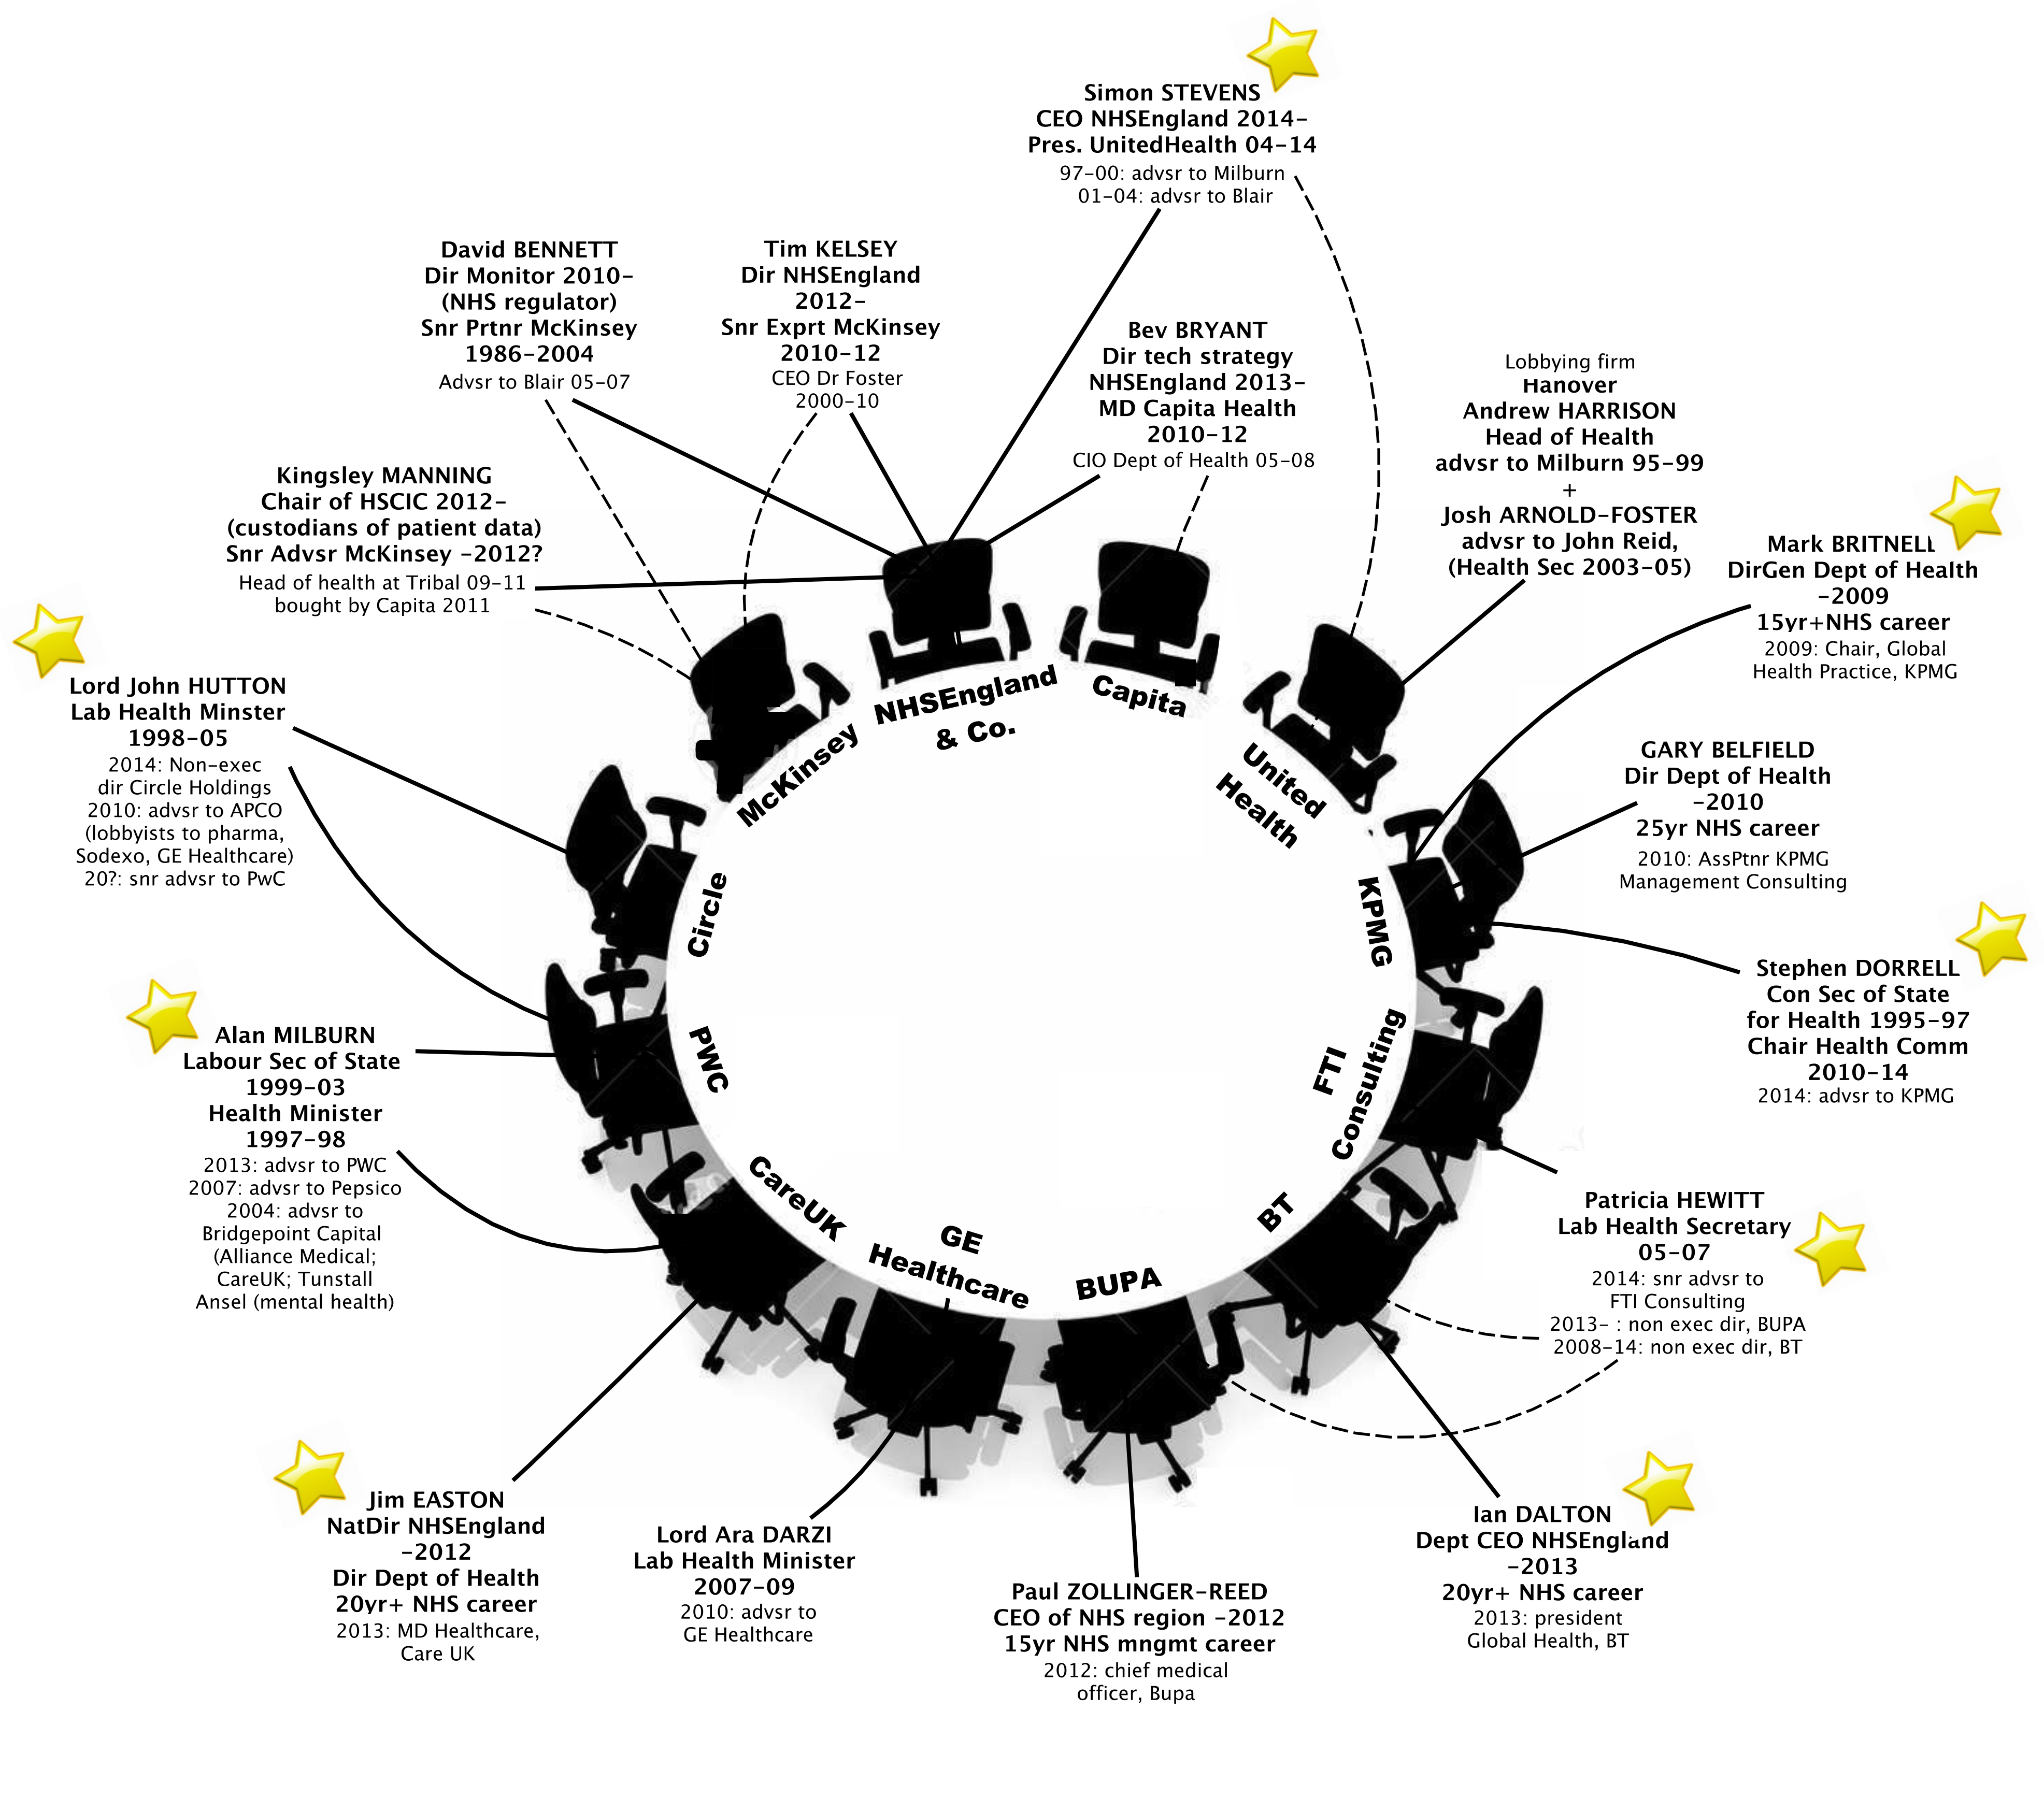 Simon STEVENS
CEO NHSEngland 2014-
Pres. UnitedHealth 04-14
97-00: advsr to Milburn
01-04: advsr to Blair
David BENNETT
Dir Monitor 2010-
(NHS regulator)
Snr Prtnr McKinsey
1986-2004
Advsr to Blair 05-07
Tim KELSEY
Dir NHSEngland
2012-
Snr Exprt McKinsey
2010-12
CEO Dr Foster
2000-10
Bev BRYANT
Dir tech strategy
NHSEngland 2013-
MD Capita Health
2010-12
CIO Dept of Health 05-08
Lobbying firm
Hanover
Andrew HARRISON
Head of Health
advsr to Milburn 95-99
+
Josh ARNOLD-FOSTER
advsr to John Reid,
(Health Sec 2003-05)
Kingsley MANNING
Chair of HSCIC 2012-
(custodians of patient data)
Snr Advsr McKinsey -2012?
Head of health at Tribal 09-11
bought by Capita 2011
Mark BRITNELL
DirGen Dept of Health
-2009
15yr+NHS career
2009: Chair, Global
Health Practice, KPMG
Lord John HUTTON
Lab Health Minster
1998-05
2014: Non-exec
dir Circle Holdings
2010: advsr to APCO
(lobbyists to pharma,
Sodexo, GE Healthcare)
20?: snr advsr to PwC
GARY BELFIELD
Dir Dept of Health
-2010
25yr NHS career
2010: AssPtnr KPMG
Management Consulting
McKinsey
NHSEngland
& Co.
Capita
United
Health
Circle
KPMG
PWC
FTI
Consulting
CareUK
GE
Healthcare
BUPA
BT
Stephen DORRELL
Con Sec of State
for Health 1995-97
Chair Health Comm
2010-14
2014: advsr to KPMG
Alan MILBURN
Labour Sec of State
1999-03
Health Minister
1997-98
2013: advsr to PWC
2007: advsr to Pepsico
2004: advsr to
Bridgepoint Capital
(Alliance Medical;
CareUK; Tunstall
Ansel (mental health)
Patricia HEWITT
Lab Health Secretary
05-07
2014: snr advsr to
FTI Consulting
2013- : non exec dir, BUPA
2008-14: non exec dir, BT
Jim EASTON
NatDir NHSEngland
-2012
Dir Dept of Health
20yr+ NHS career
2013: MD Healthcare,
Care UK
Lord Ara DARZI
Lab Health Minister
2007-09
2010: advsr to
GE Healthcare
Paul ZOLLINGER-REED
CEO of NHS region -2012
15yr NHS mngmt career
2012: chief medical
officer, Bupa
Ian DALTON
Dept CEO NHSEngland
-2013
20yr+ NHS career
2013: president
Global Health, BT